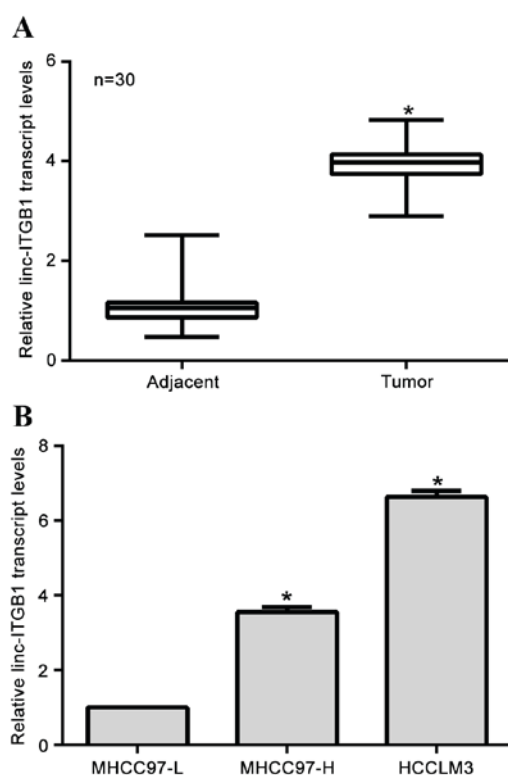 A
Relative linc-ITGB1 transcript levels
6
n=30
*
4
2
0
Adjacent Tumor
B
Relative linc-ITGB1 transcript levels
8
*
6
4
*
2
0
MHCC97-L MHCC97-H HCCLM3